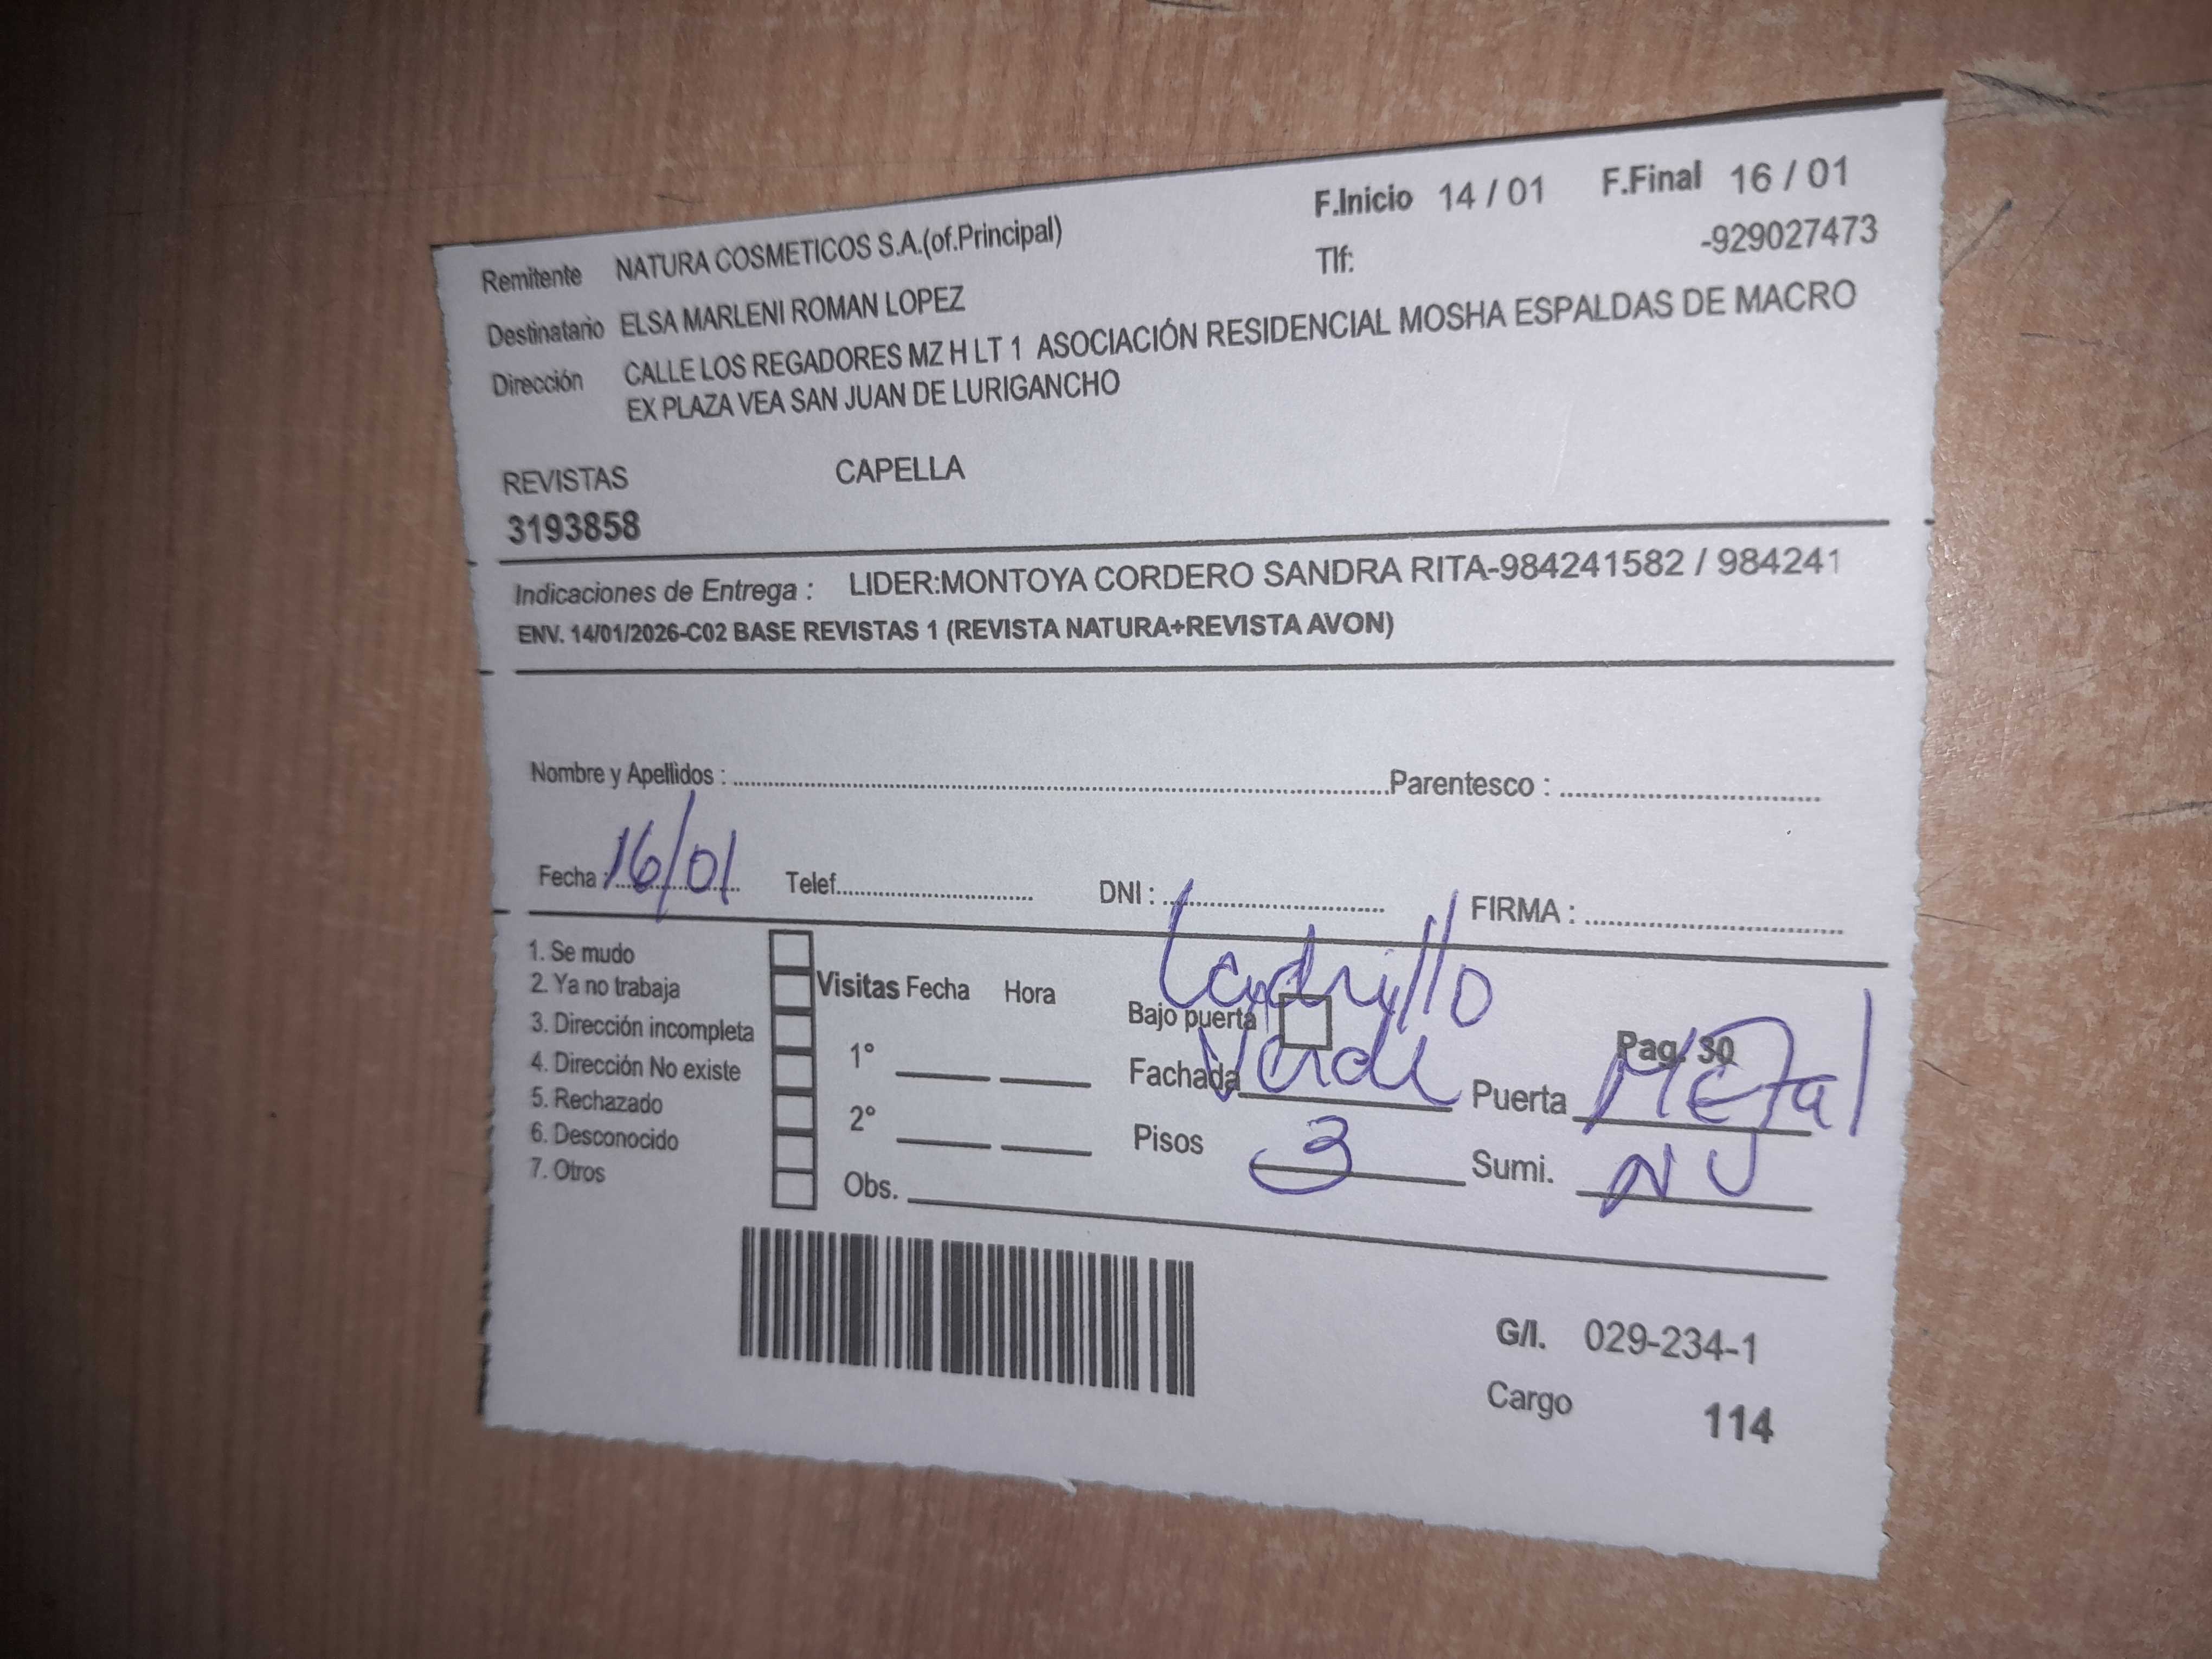 F.Inicio 14 / 01 F.Final 16 / 01
Remitente NATURA COSMETICOS S.A.(of.Principal)
Tlf: -929027473
Destinatario ELSA MARLENI ROMAN LOPEZ
Dirección CALLE LOS REGADORES MZ H LT 1 ASOCIACIÓN RESIDENCIAL MOSHA ESPALDAS DE MACRO
EX PLAZA VEA SAN JUAN DE LURIGANCHO
REVISTAS CAPELLA
3193858
Indicaciones de Entrega : LIDER:MONTOYA CORDERO SANDRA RITA-984241582 / 984241
ENV. 14/01/2026-C02 BASE REVISTAS 1 (REVISTA NATURA+REVISTA AVON)
Nombre y Apellidos : Parentesco :
Fecha : 16/01 Telef. DNI : FIRMA :
1. Se mudo
2. Ya no trabaja
3. Dirección incompleta
4. Dirección No existe
5. Rechazado
6. Desconocido
7. Otros
Visitas Fecha Hora
1°
2°
Obs.
Ladrillo
Bajo puerta Pag. 30
Fachada Verde Puerta Metal
Pisos 3 Sumi. NU
G/I. 029-234-1
Cargo 114